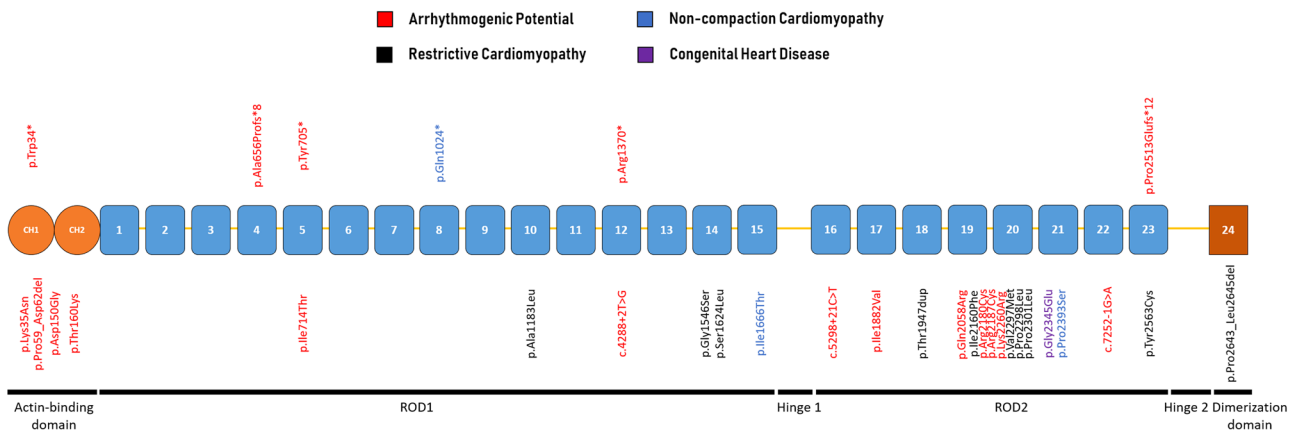 Arrhythmogenic Potential
Non-compaction Cardiomyopathy
Restrictive Cardiomyopathy
Congenital Heart Disease
p.Trp34*
p.Ala656Profs*8
p.Tyr705*
p.Gln1024*
p.Arg1370*
p.Pro2513Glufs*12
CH1
CH2
1
2
3
4
5
6
7
8
9
10
11
12
13
14
15
16
17
18
19
20
21
22
23
24
p.Lys35Asn
p.Pro59_Asp62del
p.Asp150Gly
p.Thr160Lys
p.Ile714Thr
p.Ala1183Leu
c.4288+2T>G
p.Gly1546Ser
p.Ser1624Leu
p.Ile1666Thr
c.5298+21C>T
p.Ile1882Val
p.Thr1947dup
p.Gln2058Arg
p.Ile2160Phe
p.Arg2180Cys
p.Arg2187Cys
p.Lys2260Arg
p.Val2297Met
p.Pro2298Leu
p.Pro2301Leu
p.Gly2345Glu
p.Pro2393Ser
c.7252-1G>A
p.Tyr2563Cys
p.Pro2643_Leu2645del
Actin-binding
domain
ROD1
Hinge 1
ROD2
Hinge 2
Dimerization
domain